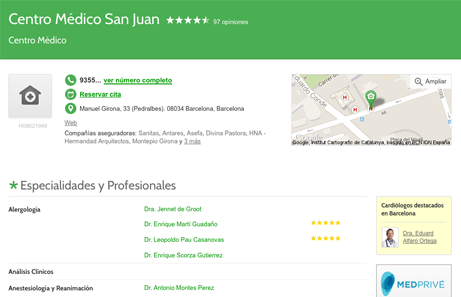 Centro Médico San Juan 97 opiniones
Centro Médico
9355... ver número completo
Reservar cita
Manuel Girona, 33 (Pedralbes). 08034 Barcelona, Barcelona
Web
Compañías aseguradoras: Sanitas, Antares, Asefa, Divina Pastora, HNA -
Hermandad Arquitectos, Montepio Girona y 3 más
Ampliar
Google, Institut Cartogràfic de Catalunya, basado en BCN IGN España
Especialidades y Profesionales
Alergología
Dra. Jennet de Groot
Dr. Enrique Martí Guadaño
Dr. Leopoldo Pau Casanovas
Dr. Enrique Scorza Gutierrez
Análisis Clínicos
Anestesiología y Reanimación
Dr. Antonio Montes Perez
Cardiólogos destacados
en Barcelona
Dra. Eduard
Alfaro Ortega
MEDPRIVÉ